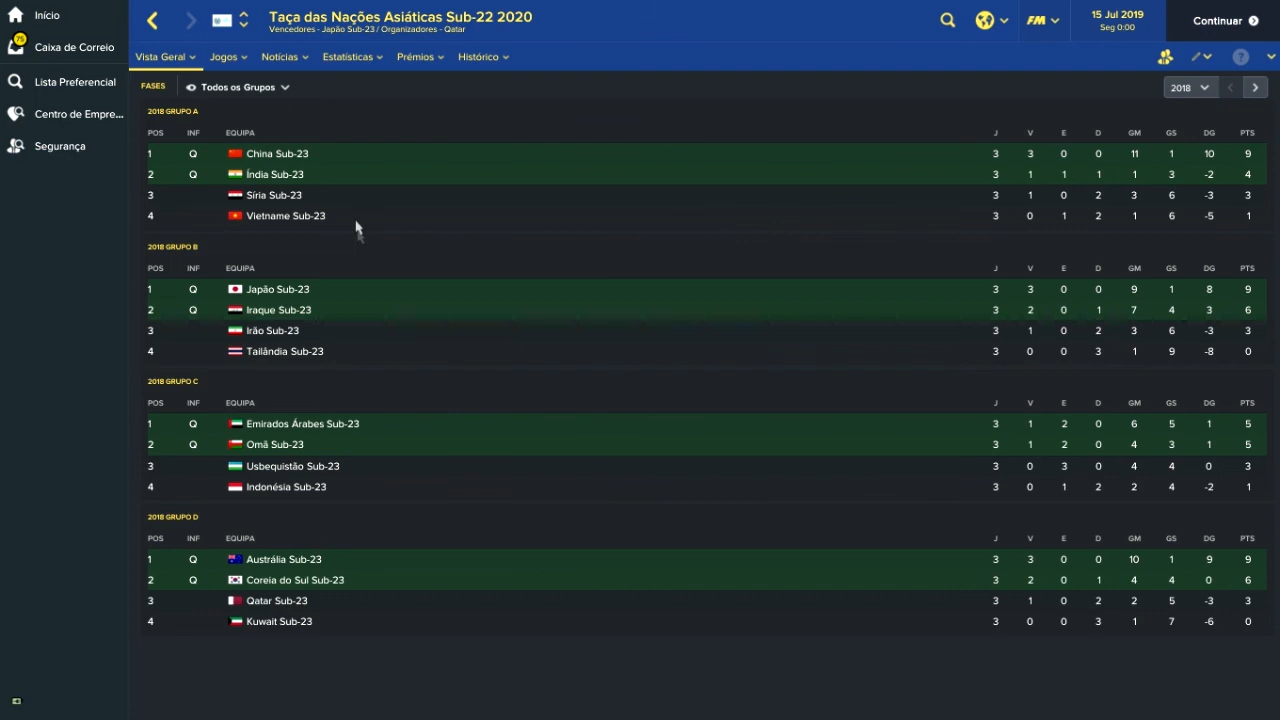 Início
75
Caixa de Correio
Lista Preferencial
Centro de Empre...
Segurança
Taça das Nações Asiáticas Sub-22 2020
Vencedores - Japão Sub-23 / Organizadores - Qatar
FM
15 Jul 2019
Seg 0:00
Continuar
Vista Geral Jogos Notícias Estatísticas Prémios Histórico
?
FASES Todos os Grupos 2018
2018 GRUPO A
POS INF EQUIPA J V E D GM GS DG PTS
1 Q China Sub-23 3 3 0 0 11 1 10 9
2 Q Índia Sub-23 3 1 1 1 1 3 -2 4
3 Síria Sub-23 3 1 0 2 3 6 -3 3
4 Vietname Sub-23 3 0 1 2 1 6 -5 1
2018 GRUPO B
POS INF EQUIPA J V E D GM GS DG PTS
1 Q Japão Sub-23 3 3 0 0 9 1 8 9
2 Q Iraque Sub-23 3 2 0 1 7 4 3 6
3 Irão Sub-23 3 1 0 2 3 6 -3 3
4 Tailândia Sub-23 3 0 0 3 1 9 -8 0
2018 GRUPO C
POS INF EQUIPA J V E D GM GS DG PTS
1 Q Emirados Árabes Sub-23 3 1 2 0 6 5 1 5
2 Q Omã Sub-23 3 1 2 0 4 3 1 5
3 Usbequistão Sub-23 3 0 3 0 4 4 0 3
4 Indonésia Sub-23 3 0 1 2 2 4 -2 1
2018 GRUPO D
POS INF EQUIPA J V E D GM GS DG PTS
1 Q Austrália Sub-23 3 3 0 0 10 1 9 9
2 Q Coreia do Sul Sub-23 3 2 0 1 4 4 0 6
3 Qatar Sub-23 3 1 0 2 2 5 -3 3
4 Kuwait Sub-23 3 0 0 3 1 7 -6 0